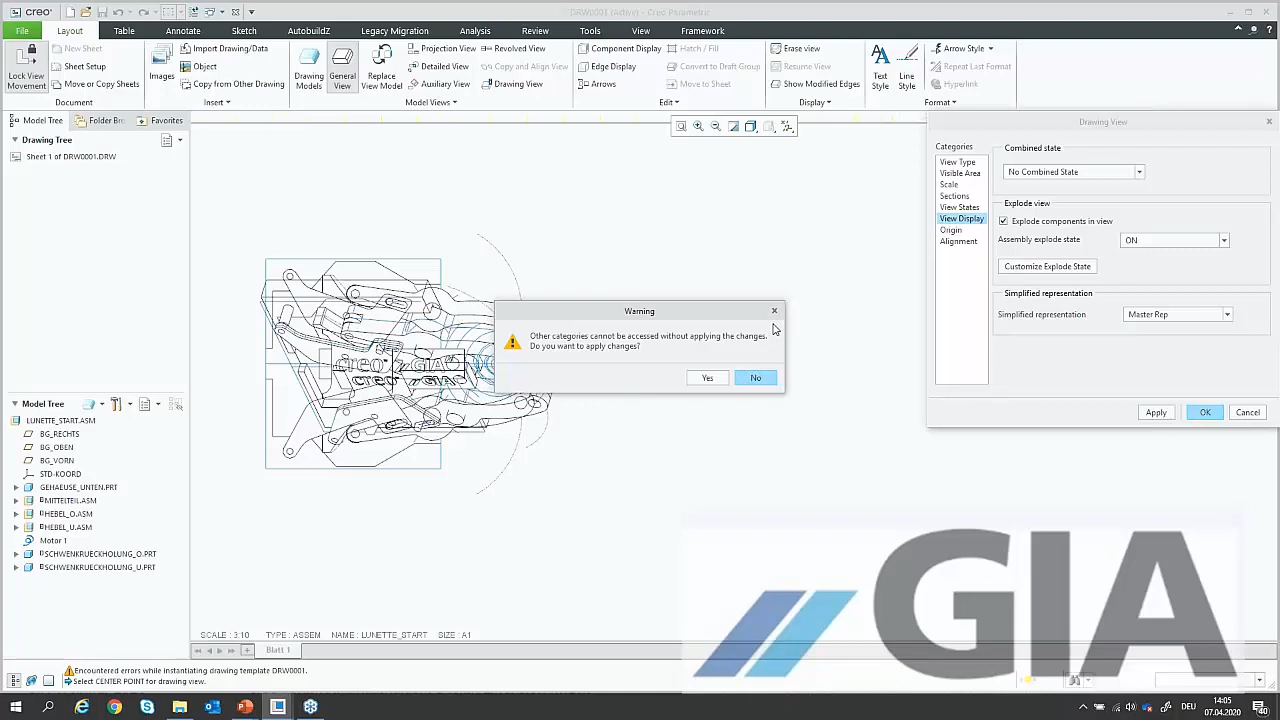 creo
DRW0001 (Active) - Creo Parametric
File Layout Table Annotate Sketch AutobuildZ Legacy Migration Analysis Review Tools View Framework
Lock View Movement
New Sheet
Sheet Setup
Move or Copy Sheets
Document
Images
Import Drawing/Data
Object
Copy from Other Drawing
Insert
Drawing Models
General View
Replace View Model
Projection View
Detailed View
Auxiliary View
Revolved View
Copy and Align View
Drawing View
Model Views
Component Display
Edge Display
Arrows
Hatch / Fill
Convert to Draft Group
Move to Sheet
Edit
Erase view
Resume View
Show Modified Edges
Display
Text Style
Line Style
Arrow Style
Repeat Last Format
Hyperlink
Format
Model Tree Folder Bro Favorites
Drawing Tree
Sheet 1 of DRW0001.DRW
Model Tree
LUNETTE_START.ASM
BG_RECHTS
BG_OBEN
BG_VORN
STD-KOORD
GEHAEUSE_UNTEN.PRT
MITTELTEIL.ASM
HEBEL_O.ASM
HEBEL_U.ASM
Motor 1
SCHWENKRUECKHOLUNG_O.PRT
SCHWENKRUECKHOLUNG_U.PRT
Warning
Other categories cannot be accessed without applying the changes.
Do you want to apply changes?
Yes No
Drawing View
Categories
View Type
Visible Area
Scale
Sections
View States
View Display
Origin
Alignment
Combined state
No Combined State
Explode view
Explode components in view
Assembly explode state ON
Customize Explode State
Simplified representation
Simplified representation Master Rep
Apply OK Cancel
SCALE : 3:10 TYPE : ASSEM NAME : LUNETTE_START SIZE : A1
Blatt 1
Encountered errors while instantiating drawing template DRW0001.
Select CENTER POINT for drawing view.
GIA
DEU
14:05
07.04.2020